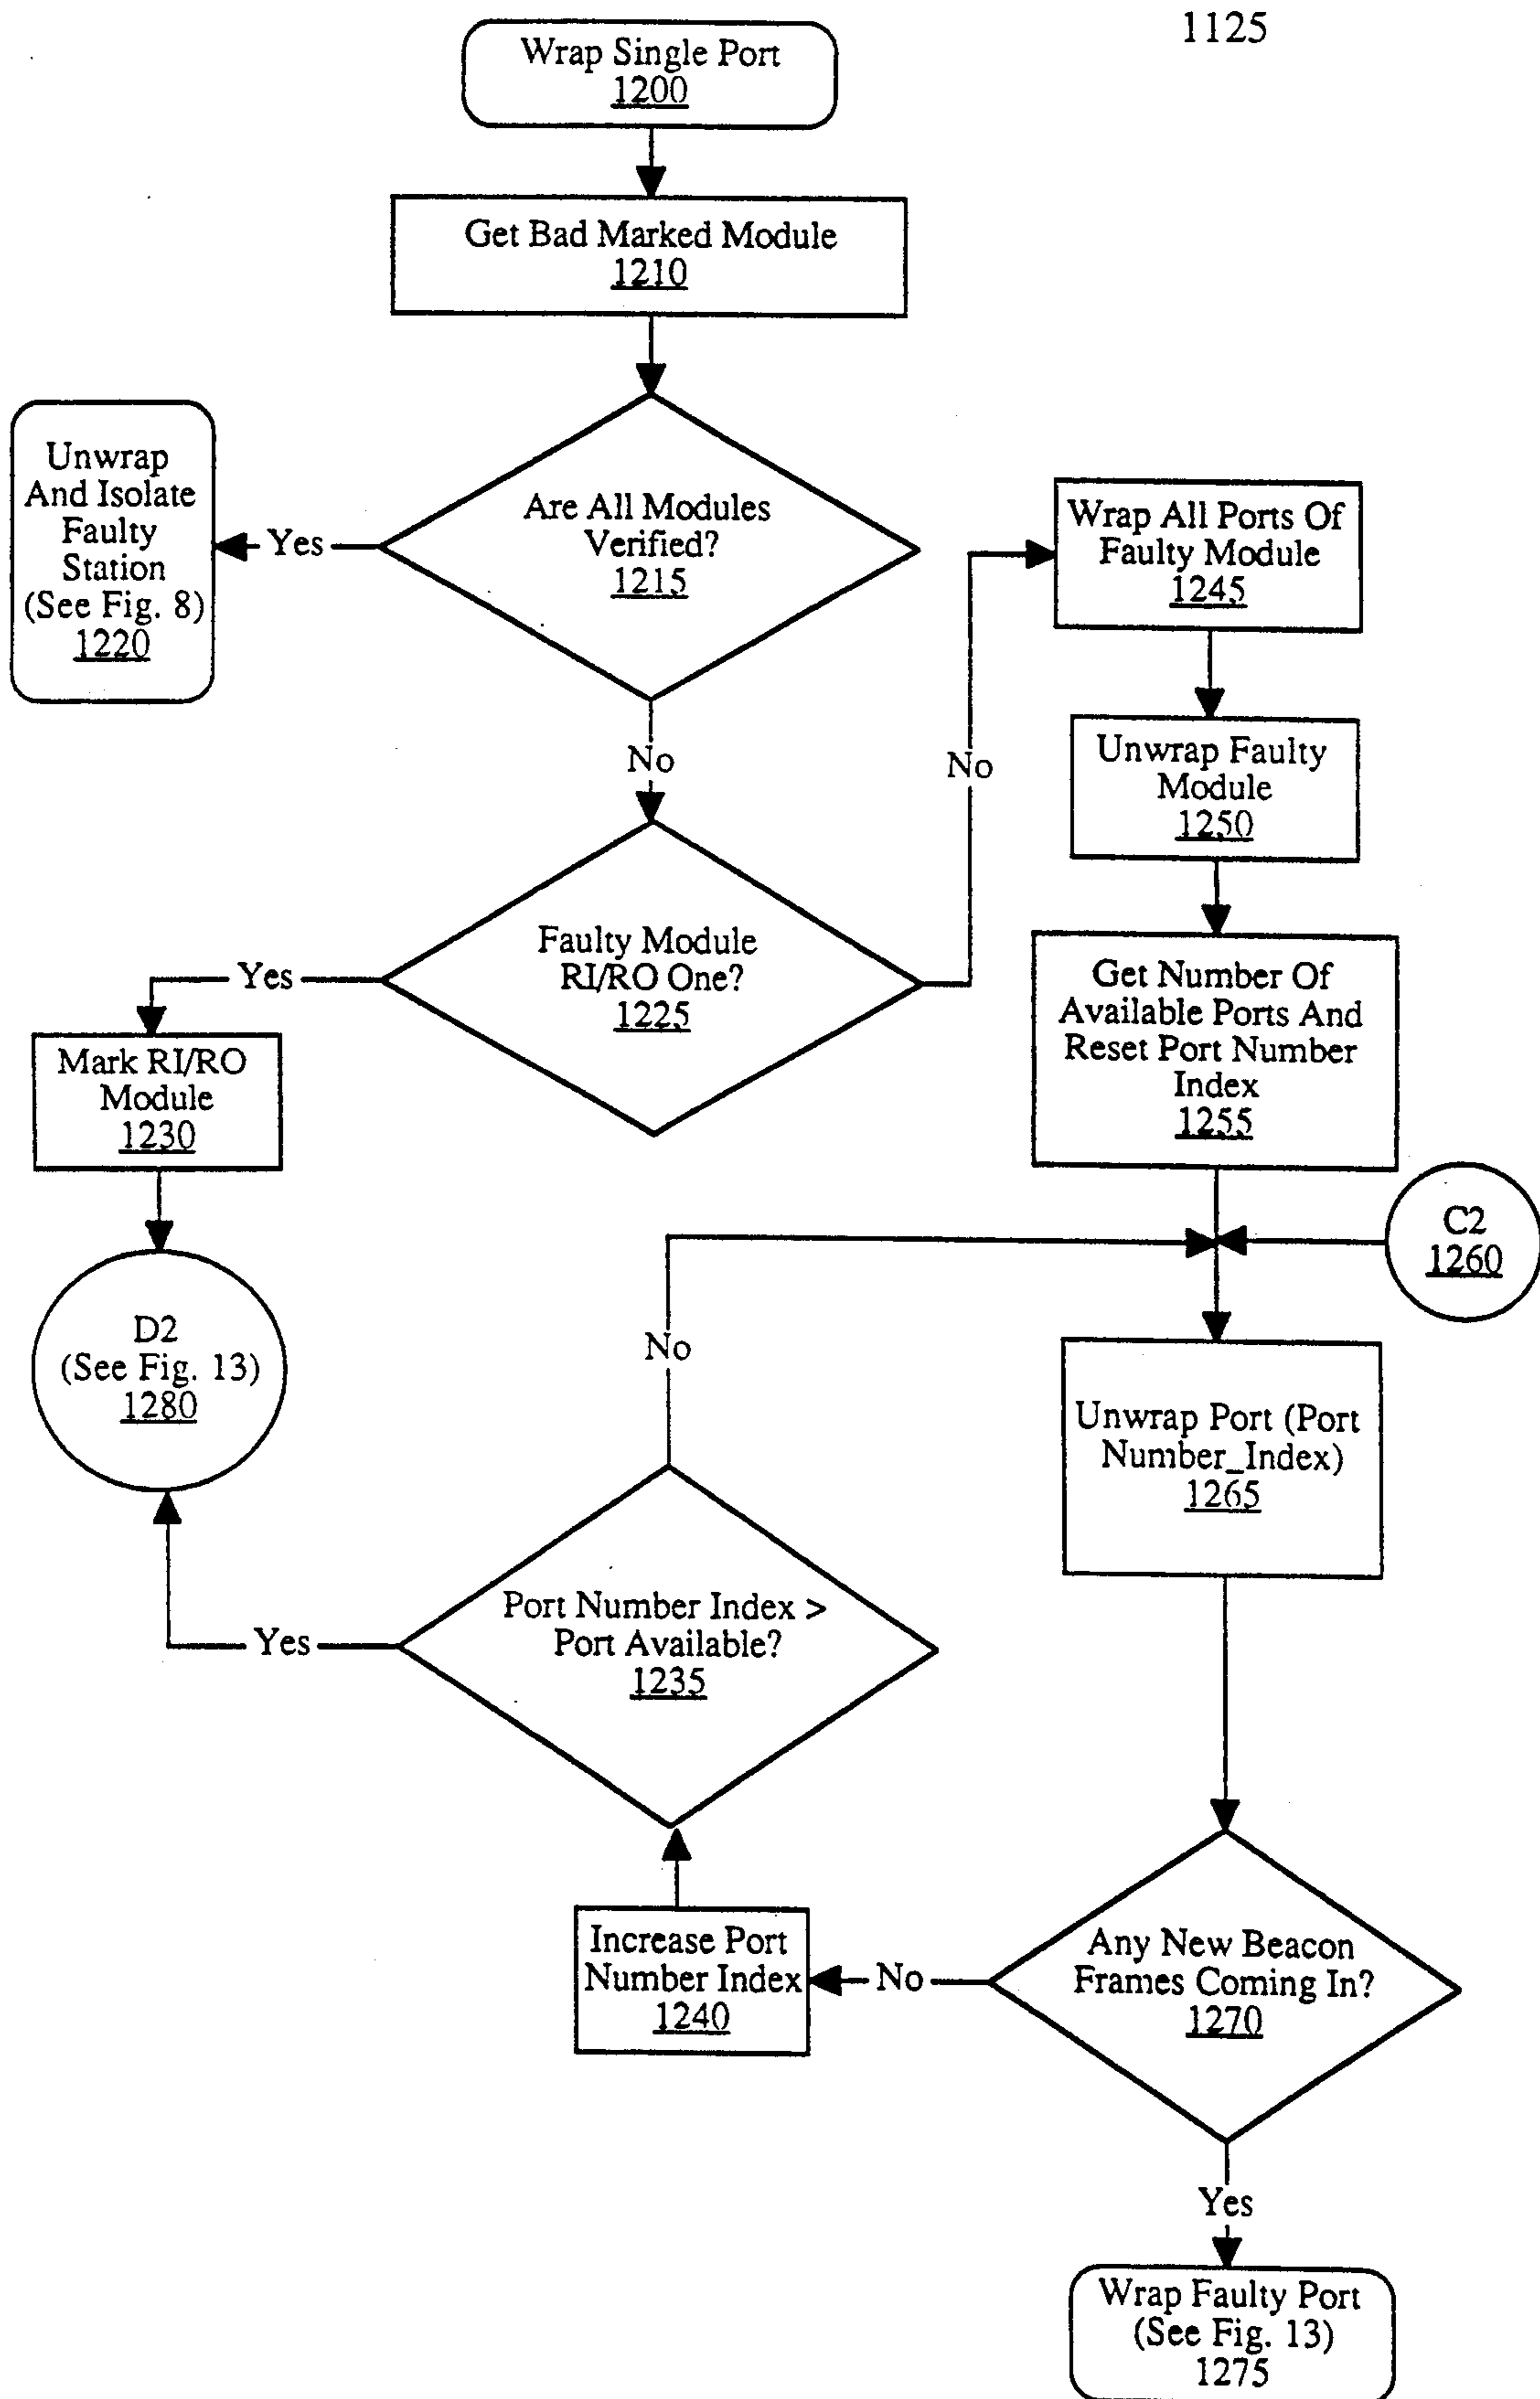 1125
Wrap Single Port
1200
Get Bad Marked Module
1210
Unwrap
And Isolate
Faulty
Station
(See Fig. 8)
1220
Yes
Are All Modules
Verified?
1215
Wrap All Ports Of
Faulty Module
1245
No
No
Unwrap Faulty
Module
1250
Faulty Module
RI/RO One?
1225
Yes
Get Number Of
Available Ports And
Reset Port Number
Index
1255
Mark RI/RO
Module
1230
C2
1260
D2
(See Fig. 13)
1280
No
Unwrap Port (Port
Number_Index)
1265
Port Number Index >
Port Available?
1235
Yes
Increase Port
Number Index
1240
No
Any New Beacon
Frames Coming In?
1270
Yes
Wrap Faulty Port
(See Fig. 13)
1275